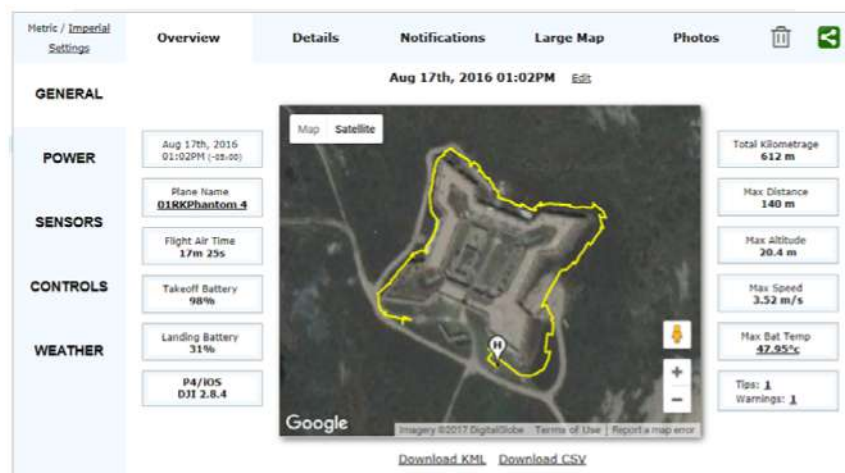 Metric / Imperial
Settings
Overview
Details
Notifications
Large Map
Photos
Aug 17th, 2016 01:02PM Edit
GENERAL
POWER
SENSORS
CONTROLS
WEATHER
Aug 17th, 2016
01:02PM (-05:00)
Plane Name
01RKPhantom 4
Flight Air Time
17m 25s
Takeoff Battery
98%
Landing Battery
31%
P4/iOS
DJI 2.8.4
Map Satellite
H
+
−
Google
Imagery ©2017 DigitalGlobe Terms of Use Report a map error
Total Kilometrage
612 m
Max Distance
140 m
Max Altitude
20.4 m
Max Speed
3.52 m/s
Max Bat Temp
47.95°c
Tips: 1
Warnings: 1
Download KML Download CSV